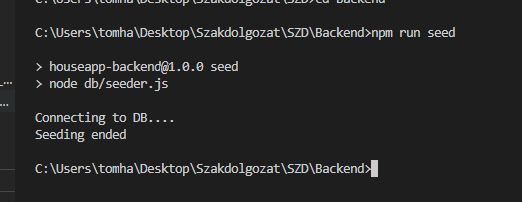 C:\Users\tomha\Desktop\Szakdolgozat\SZD>cd Backend
C:\Users\tomha\Desktop\Szakdolgozat\SZD\Backend>npm run seed
> houseapp-backend@1.0.0 seed
> node db/seeder.js
Connecting to DB....
Seeding ended
C:\Users\tomha\Desktop\Szakdolgozat\SZD\Backend>